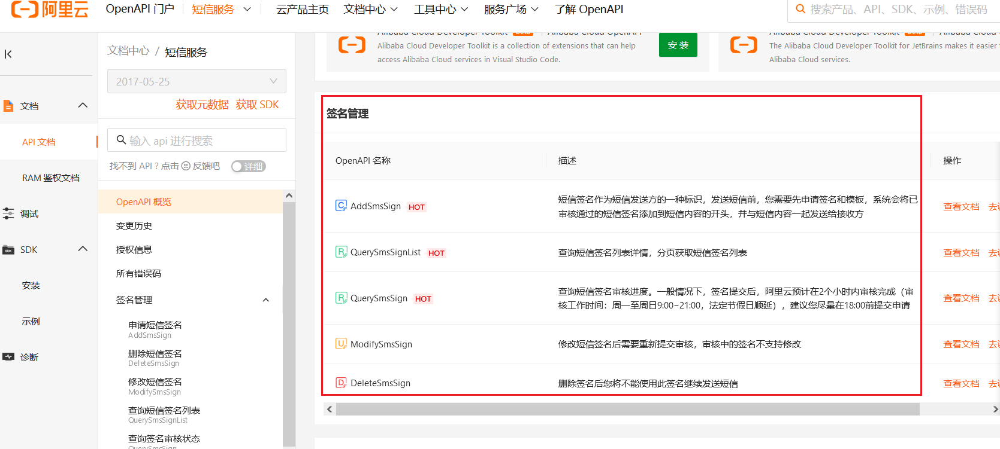 阿里云 OpenAPI 门户 短信服务 云产品主页 文档中心 工具中心 服务广场 了解 OpenAPI 搜索产品、API、SDK、示例、错误码
文档
API 文档
RAM 鉴权文档
调试
SDK
安装
示例
诊断
文档中心 / 短信服务
2017-05-25
获取元数据 获取 SDK
输入 api 进行搜索
找不到 API ? 点击 反馈吧 详细
OpenAPI 概览
变更历史
授权信息
所有错误码
签名管理
申请短信签名
AddSmsSign
删除短信签名
DeleteSmsSign
修改短信签名
ModifySmsSign
查询短信签名列表
QuerySmsSignList
查询签名审核状态
QuerySmsSign
Alibaba Cloud Developer Toolkit Beta Alibaba Cloud OpenAPI
Alibaba Cloud Developer Toolkit is a collection of extensions that can help
access Alibaba Cloud services in Visual Studio Code.
安 装
Alibaba Cloud Developer Toolkit Beta Alibaba Clo
The Alibaba Cloud Developer Toolkit for JetBrains makes it easier
Alibaba Cloud services.
签名管理
OpenAPI 名称 描述 操作
AddSmsSign HOT
短信签名作为短信发送方的一种标识，发送短信前，您需要先申请签名和模板，系统会将已
审核通过的短信签名添加到短信内容的开头，并与短信内容一起发送给接收方
查看文档 去
QuerySmsSignList HOT 查询短信签名列表详情，分页获取短信签名列表 查看文档 去
QuerySmsSign HOT
查询短信签名审核进度。一般情况下，签名提交后，阿里云预计在2个小时内审核完成（审
核工作时间：周一至周日9:00~21:00，法定节假日顺延），建议您尽量在18:00前提交申请
查看文档 去
ModifySmsSign 修改短信签名后需要重新提交审核，审核中的签名不支持修改 查看文档 去
DeleteSmsSign 删除签名后您将不能使用此签名继续发送短信 查看文档 去